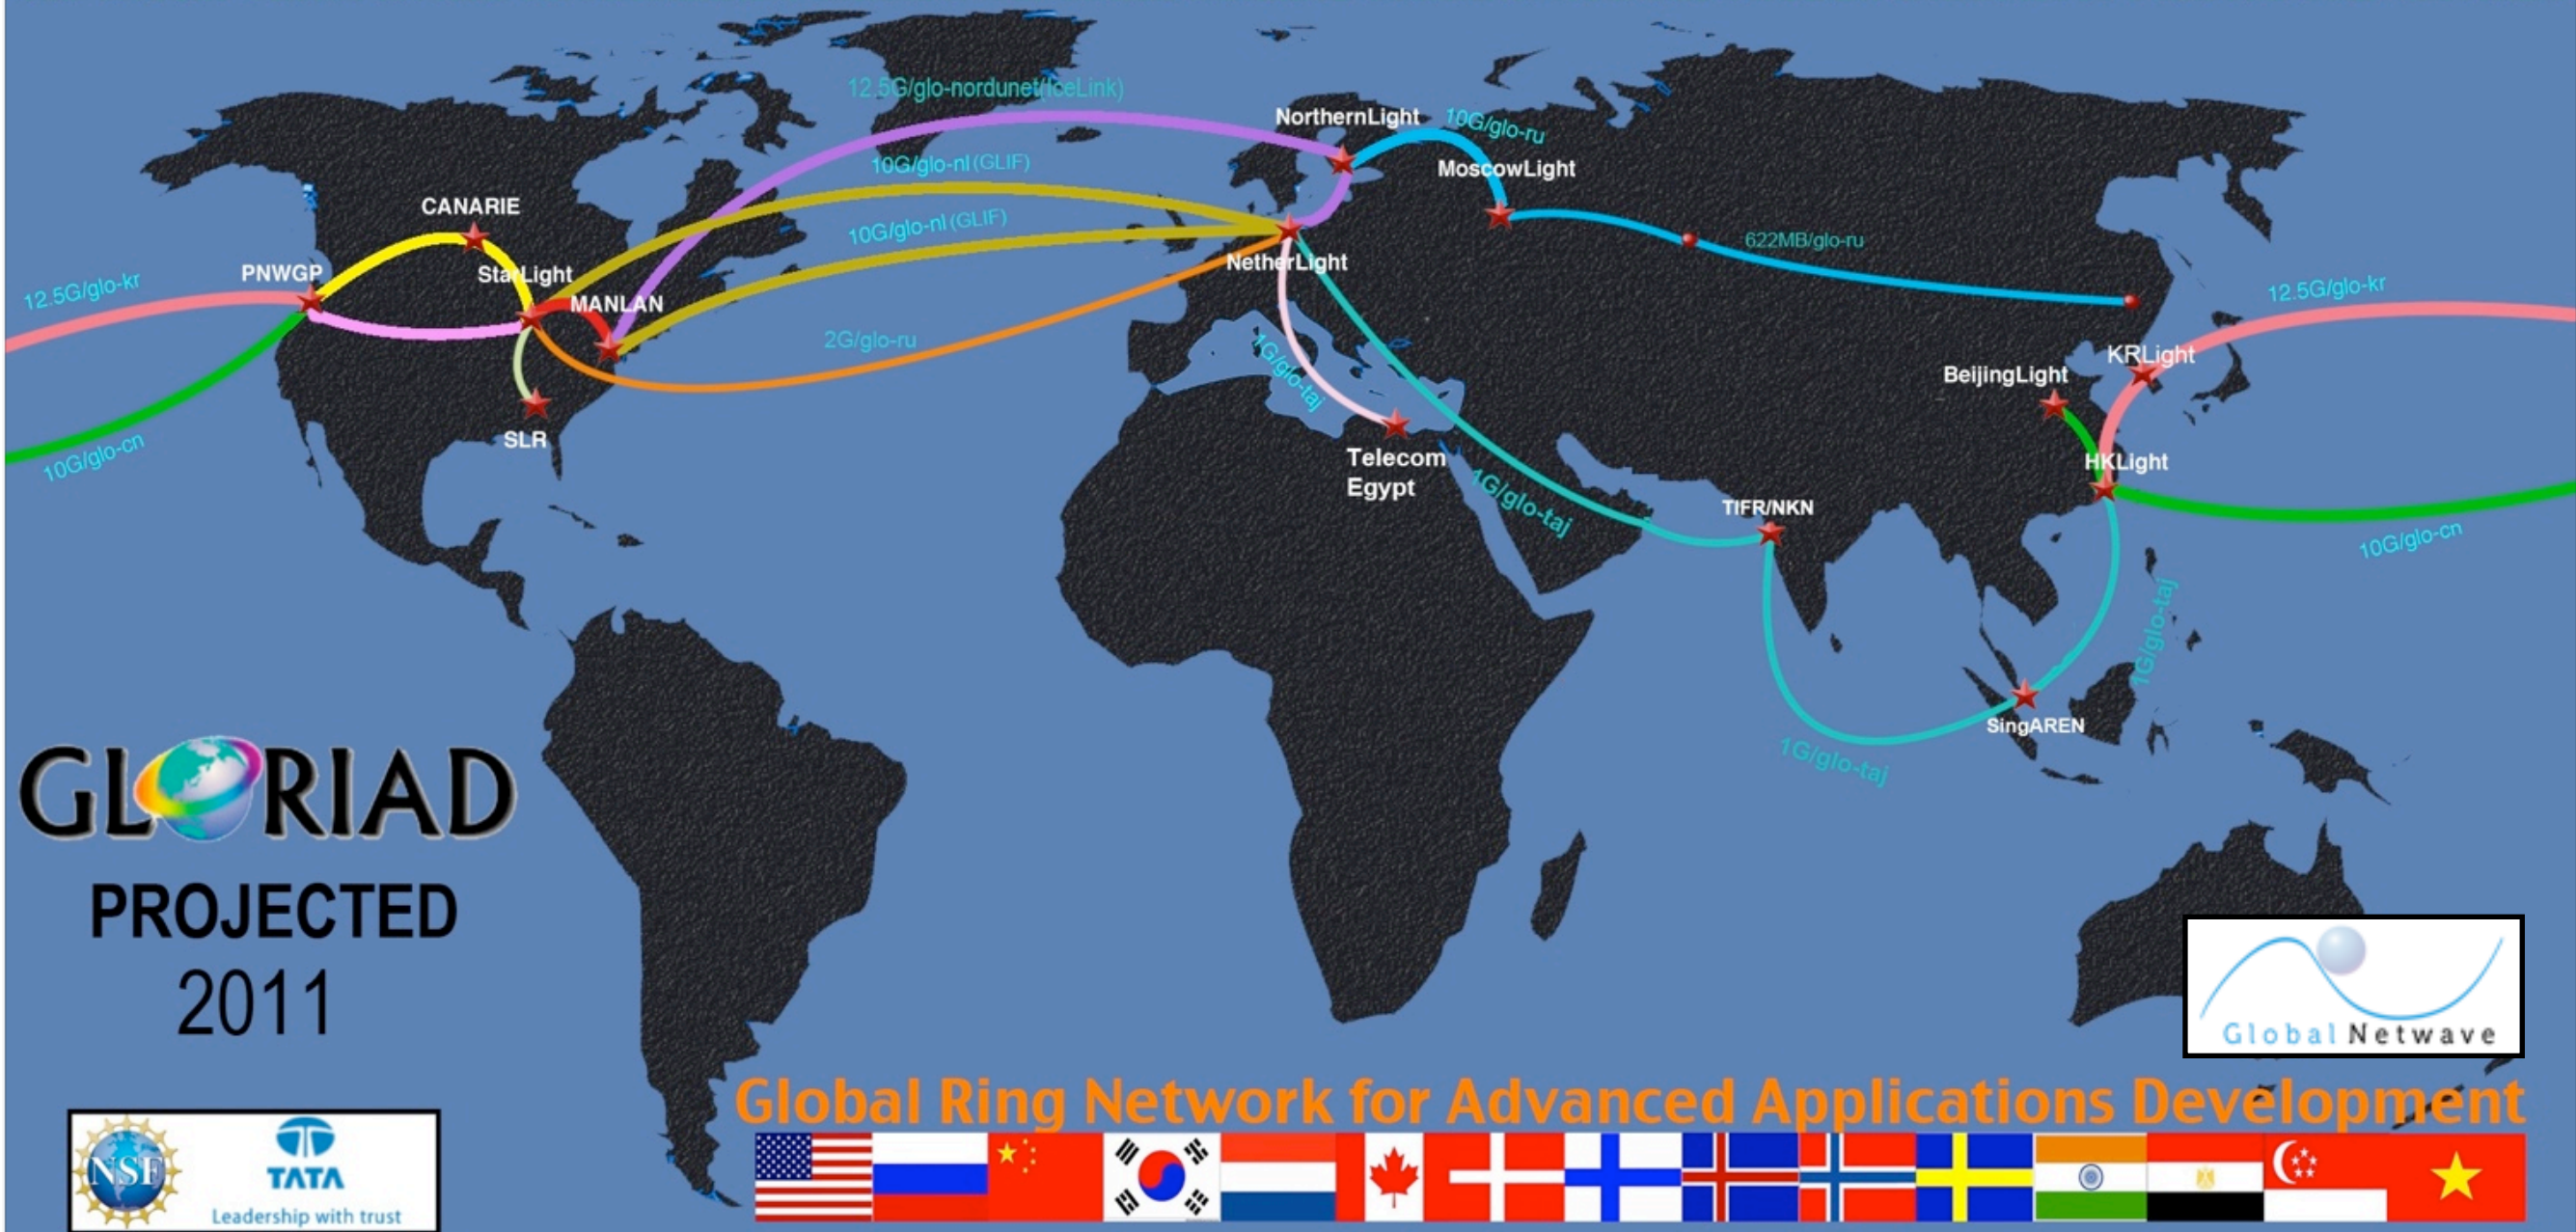 12.5G/glo-nordunet(IceLink)
NorthernLight
10G/glo-ru
10G/glo-nl (GLIF)
MoscowLight
CANARIE
10G/glo-nl (GLIF)
622MB/glo-ru
NetherLight
PNWGP
StarLight
12.5G/glo-kr
12.5G/glo-kr
MANLAN
2G/glo-ru
KRLight
1G/glo-taj
BeijingLight
SLR
10G/glo-cn
Telecom
Egypt
HKLight
1G/glo-taj
TIFR/NKN
10G/glo-cn
1G/glo-taj
SingAREN
1G/glo-taj
GLORIAD
PROJECTED
2011
Global Netwave
Global Ring Network for Advanced Applications Development
NSF
TATA
Leadership with trust